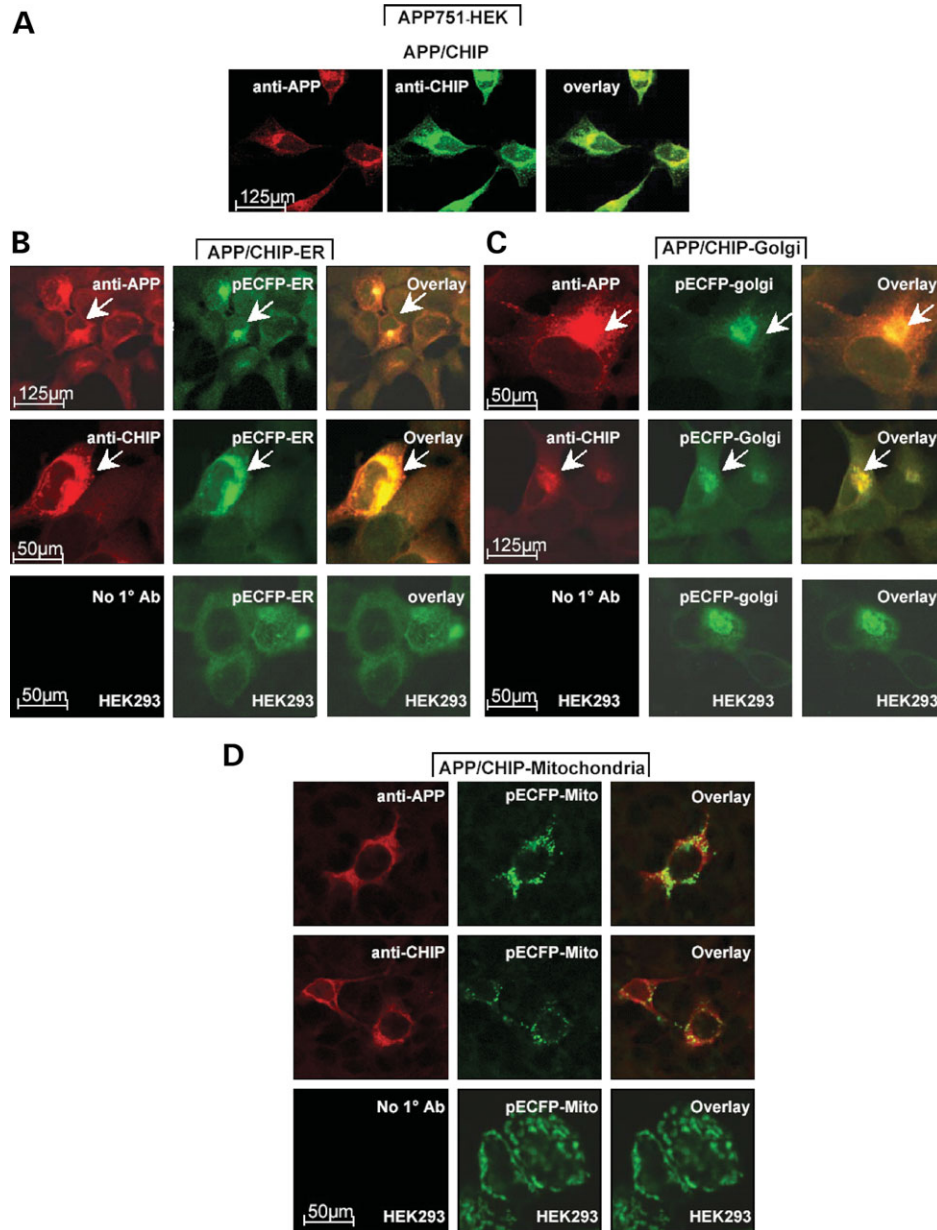 A
APP751-HEK
APP/CHIP
anti-APP
anti-CHIP
overlay
125µm
B
APP/CHIP-ER
anti-APP
pECFP-ER
Overlay
125µm
anti-CHIP
pECFP-ER
Overlay
50µm
No 1° Ab
pECFP-ER
overlay
50µm
HEK293
HEK293
HEK293
C
APP/CHIP-Golgi
anti-APP
pECFP-golgi
Overlay
50µm
anti-CHIP
pECFP-Golgi
Overlay
125µm
No 1° Ab
pECFP-golgi
Overlay
50µm
HEK293
HEK293
HEK293
D
APP/CHIP-Mitochondria
anti-APP
pECFP-Mito
Overlay
anti-CHIP
pECFP-Mito
Overlay
No 1° Ab
pECFP-Mito
Overlay
50µm
HEK293
HEK293
HEK293